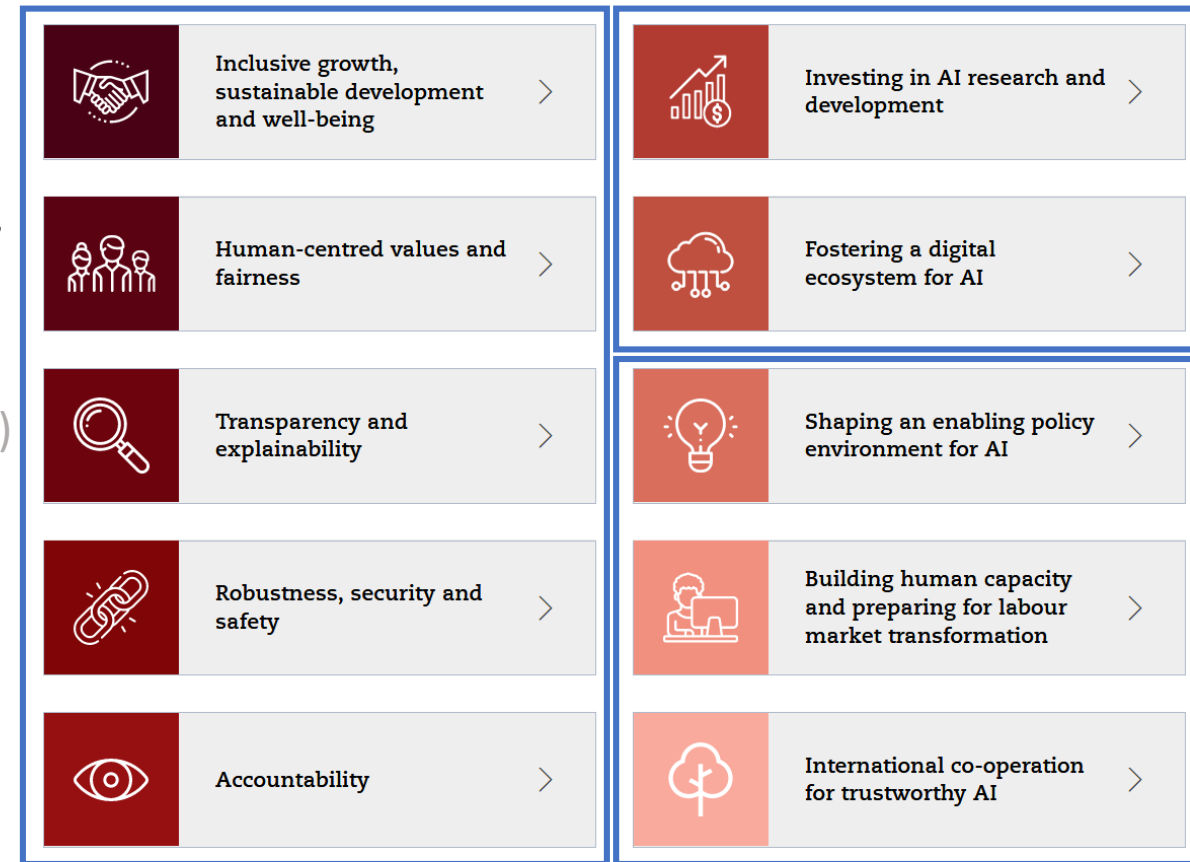 Inclusive growth,
sustainable development
and well-being
Human-centred values and
fairness
Transparency and
explainability
Robustness, security and
safety
Accountability
Investing in AI research and
development
Fostering a digital
ecosystem for AI
Shaping an enabling policy
environment for AI
Building human capacity
and preparing for labour
market transformation
International co-operation
for trustworthy AI
)